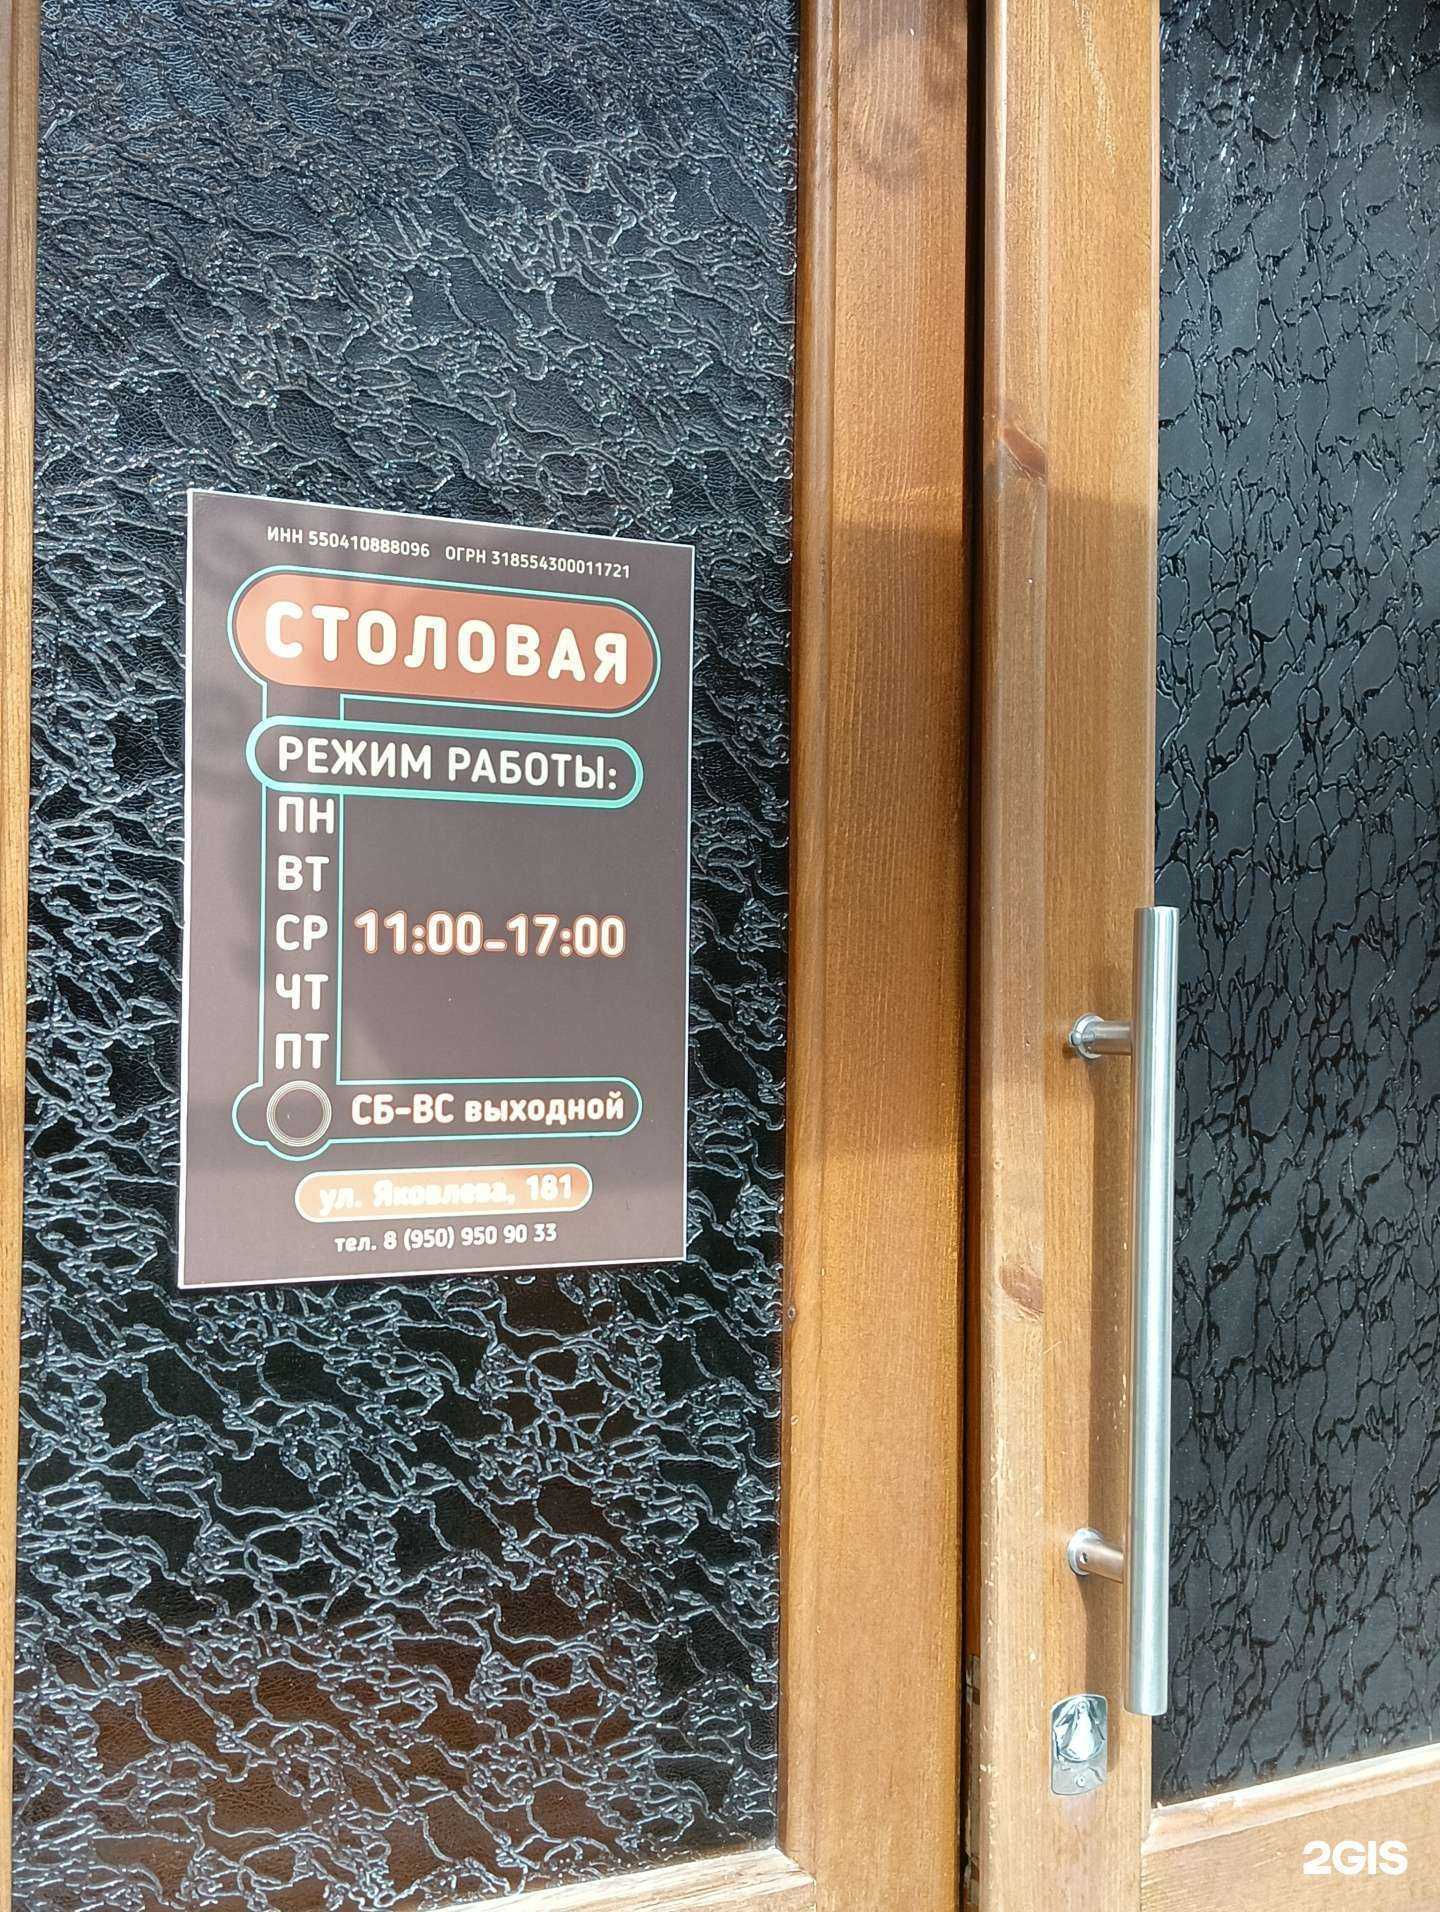 ИНН 550410888096 ОГРН 318554300011721
СТОЛОВАЯ
РЕЖИМ РАБОТЫ:
ПН
ВТ
СР 11:00-17:00
ЧТ
ПТ
СБ-ВС выходной
ул. Яковлева, 181
тел. 8 (950) 950 90 33
2GIS